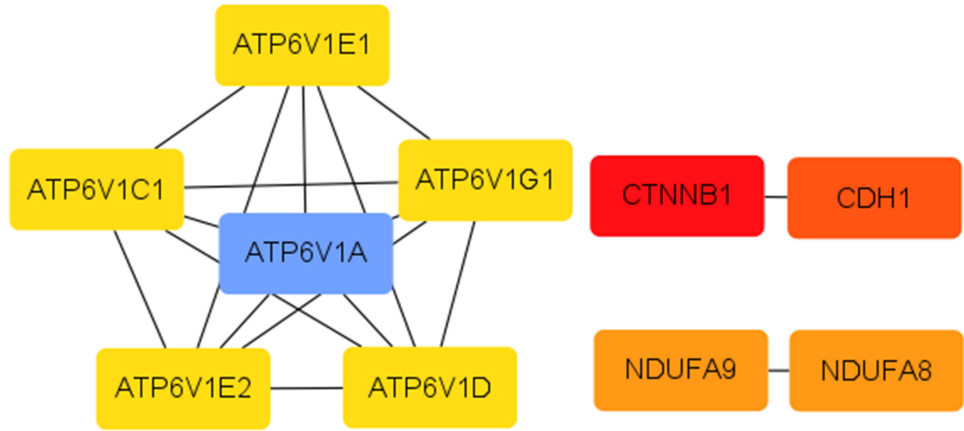 ATP6V1E1
ATP6V1C1
ATP6V1G1
CTNNB1
CDH1
ATP6V1A
ATP6V1E2
ATP6V1D
NDUFA9
NDUFA8